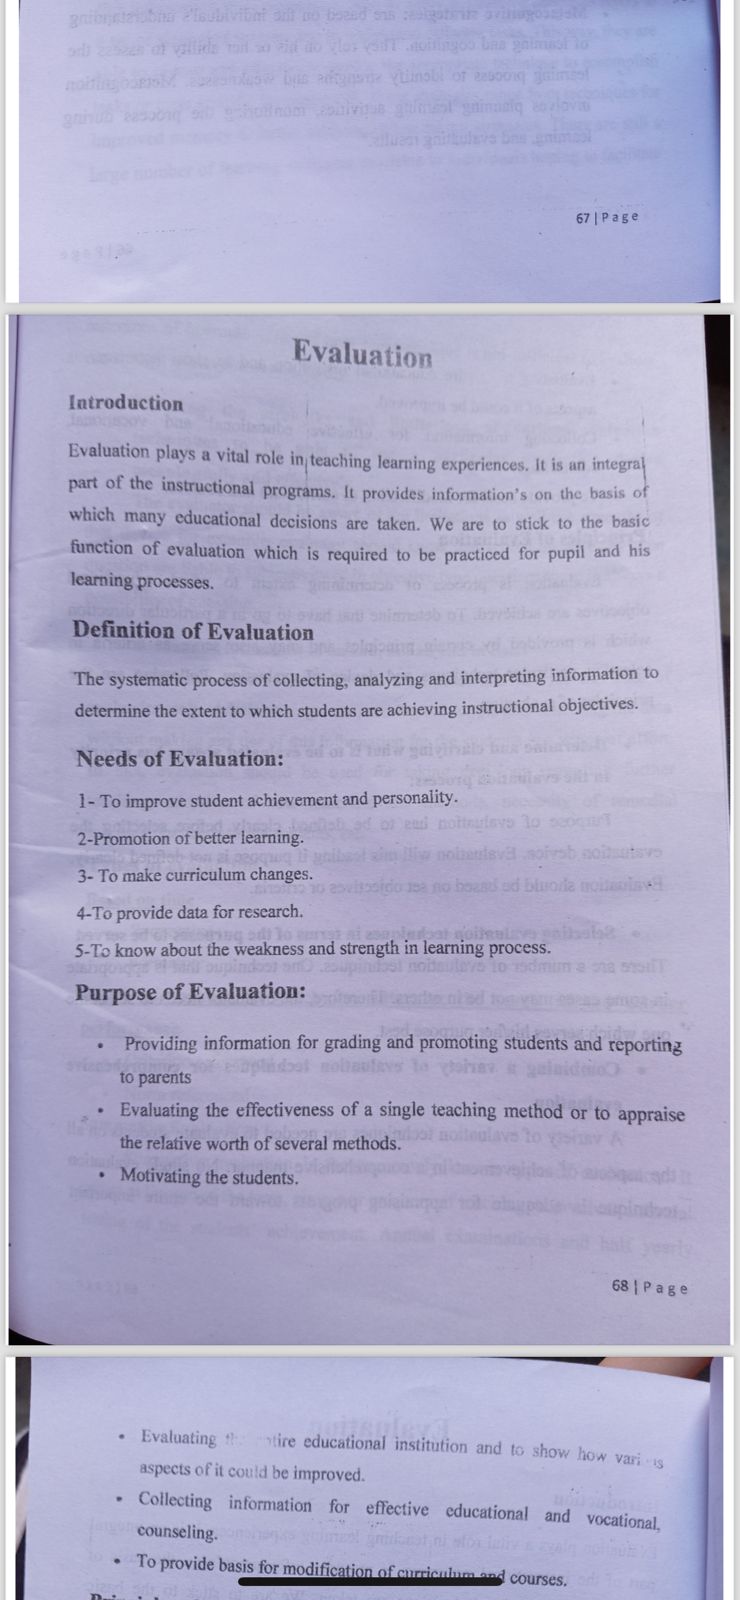 67 | Page
Evaluation
Introduction
Evaluation plays a vital role in teaching learning experiences. It is an integral
part of the instructional programs. It provides information's on the basis of
which many educational decisions are taken. We are to stick to the basic
function of evaluation which is required to be practiced for pupil and his
learning processes.
Definition of Evaluation
The systematic process of collecting, analyzing and interpreting information to
determine the extent to which students are achieving instructional objectives.
Needs of Evaluation:
1- To improve student achievement and personality.
2-Promotion of better learning.
3- To make curriculum changes.
4-To provide data for research.
5-To know about the weakness and strength in learning process.
Purpose of Evaluation:
• Providing information for grading and promoting students and reporting
to parents
• Evaluating the effectiveness of a single teaching method or to appraise
the relative worth of several methods.
• Motivating the students.
68 | Page
• Evaluating educational institution and to show how
aspects of it could be improved.
• Collecting information for effective educational and vocational,
counseling.
• To provide basis for modification of curriculum and courses.